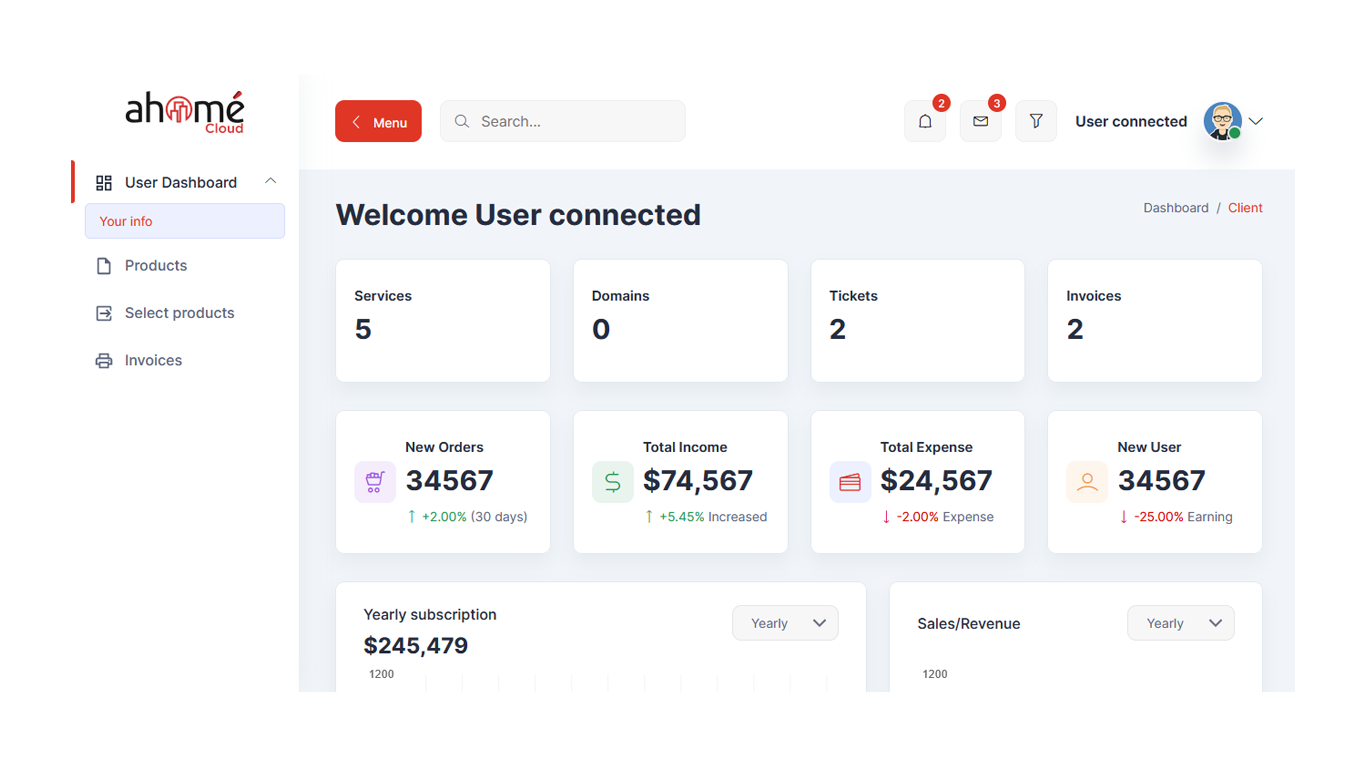 ahomé
Cloud
User Dashboard
Your info
Products
Select products
Invoices
Menu
Search...
2
3
User connected
Welcome User connected
Dashboard / Client
Services
5
Domains
0
Tickets
2
Invoices
2
New Orders
34567
↑ +2.00% (30 days)
Total Income
$74,567
↑ +5.45% Increased
Total Expense
$24,567
↓ -2.00% Expense
New User
34567
↓ -25.00% Earning
Yearly subscription
$245,479
Yearly
1200
Sales/Revenue
Yearly
1200